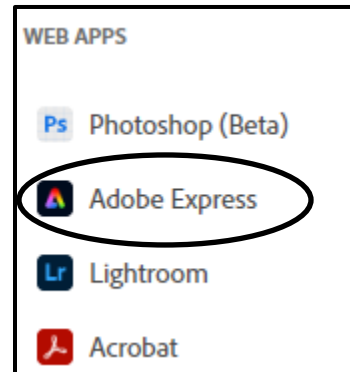 WEB APPS
Ps Photoshop (Beta)
Adobe Express
Lr Lightroom
Acrobat